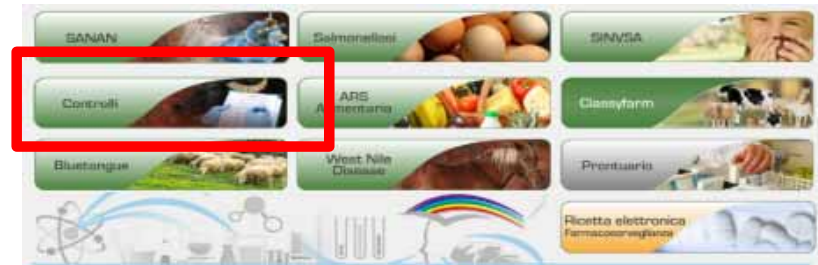 SANAN
Salmonellosi
SINVSA
Controlli
ARS
Alimentaria
Classyfarm
Bluetongue
West Nile
Disease
Prontuario
Ricetta elettronica
Farmacosorveglianza